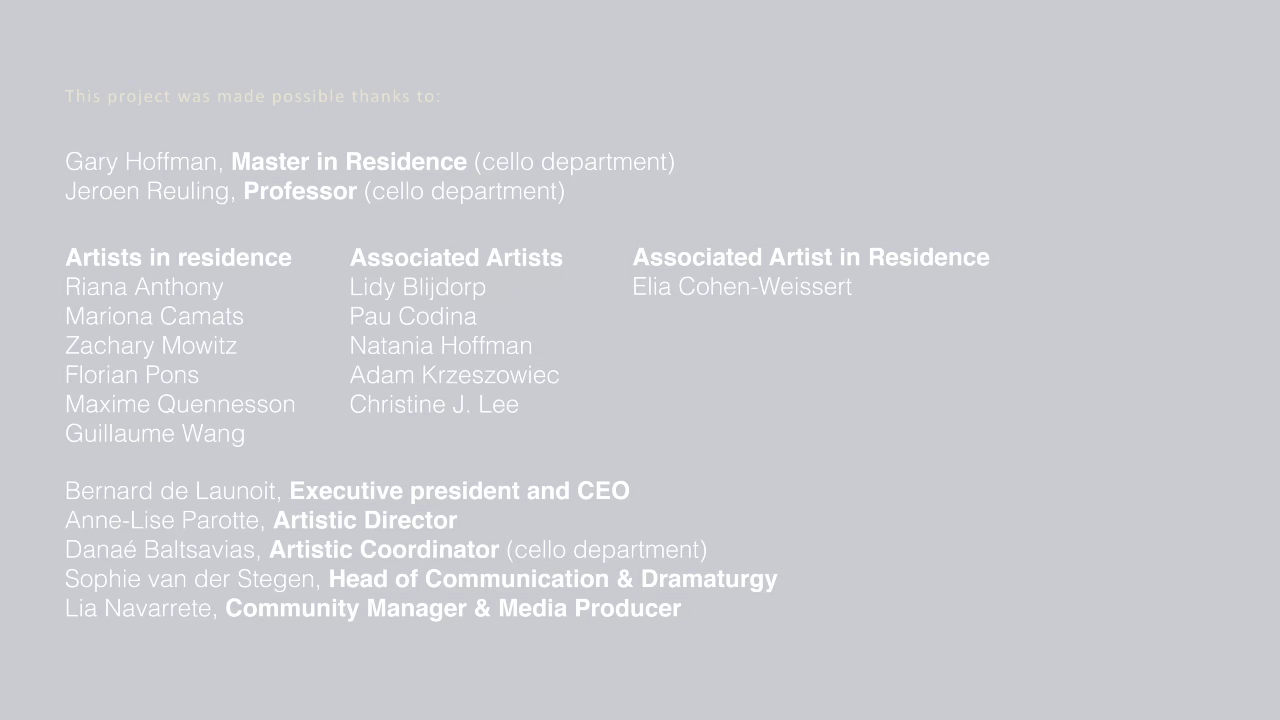 This project was made possible thanks to:
Gary Hoffman, Master in Residence (cello department)
Jeroen Reuling, Professor (cello department)
Artists in residence
Riana Anthony
Mariona Camats
Zachary Mowitz
Florian Pons
Maxime Quennesson
Guillaume Wang
Associated Artists
Lidy Blijdorp
Pau Codina
Natania Hoffman
Adam Krzeszowiec
Christine J. Lee
Associated Artist in Residence
Elia Cohen-Weissert
Bernard de Launoit, Executive president and CEO
Anne-Lise Parotte, Artistic Director
Danaé Baltsavias, Artistic Coordinator (cello department)
Sophie van der Stegen, Head of Communication & Dramaturgy
Lia Navarrete, Community Manager & Media Producer